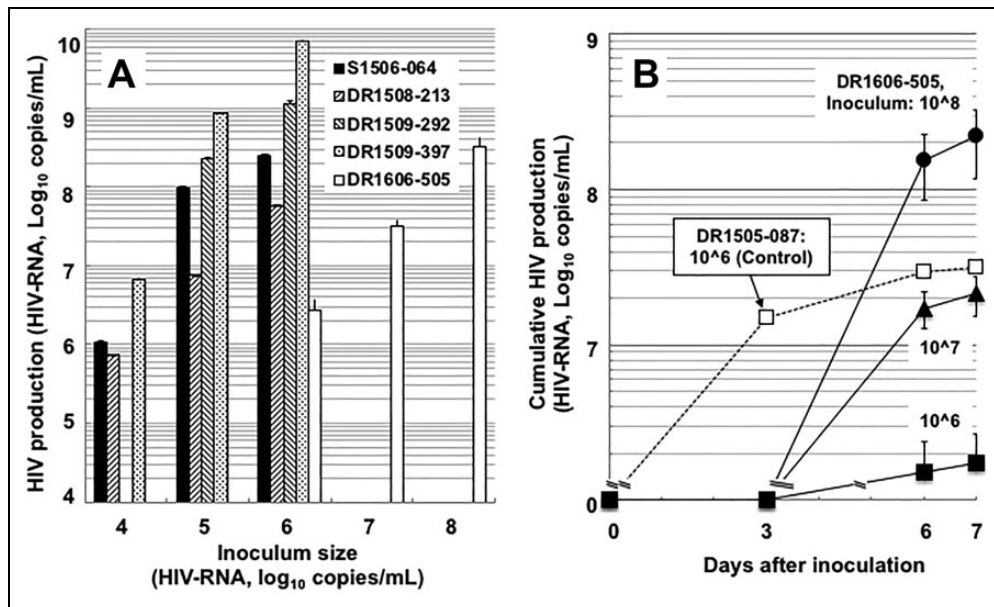 A
HIV production (HIV-RNA, Log10 copies/mL)
10
9
8
7
6
5
4
S1506-064
DR1508-213
DR1509-292
DR1509-397
DR1606-505
4 5 6 7 8
Inoculum size
(HIV-RNA, log10 copies/mL)
B
Cumulative HIV production
(HIV-RNA, Log10 copies/mL)
9
8
7
0
DR1606-505,
Inoculum: 10^8
DR1505-087:
10^6 (Control)
10^7
10^6
0 3 6 7
Days after inoculation